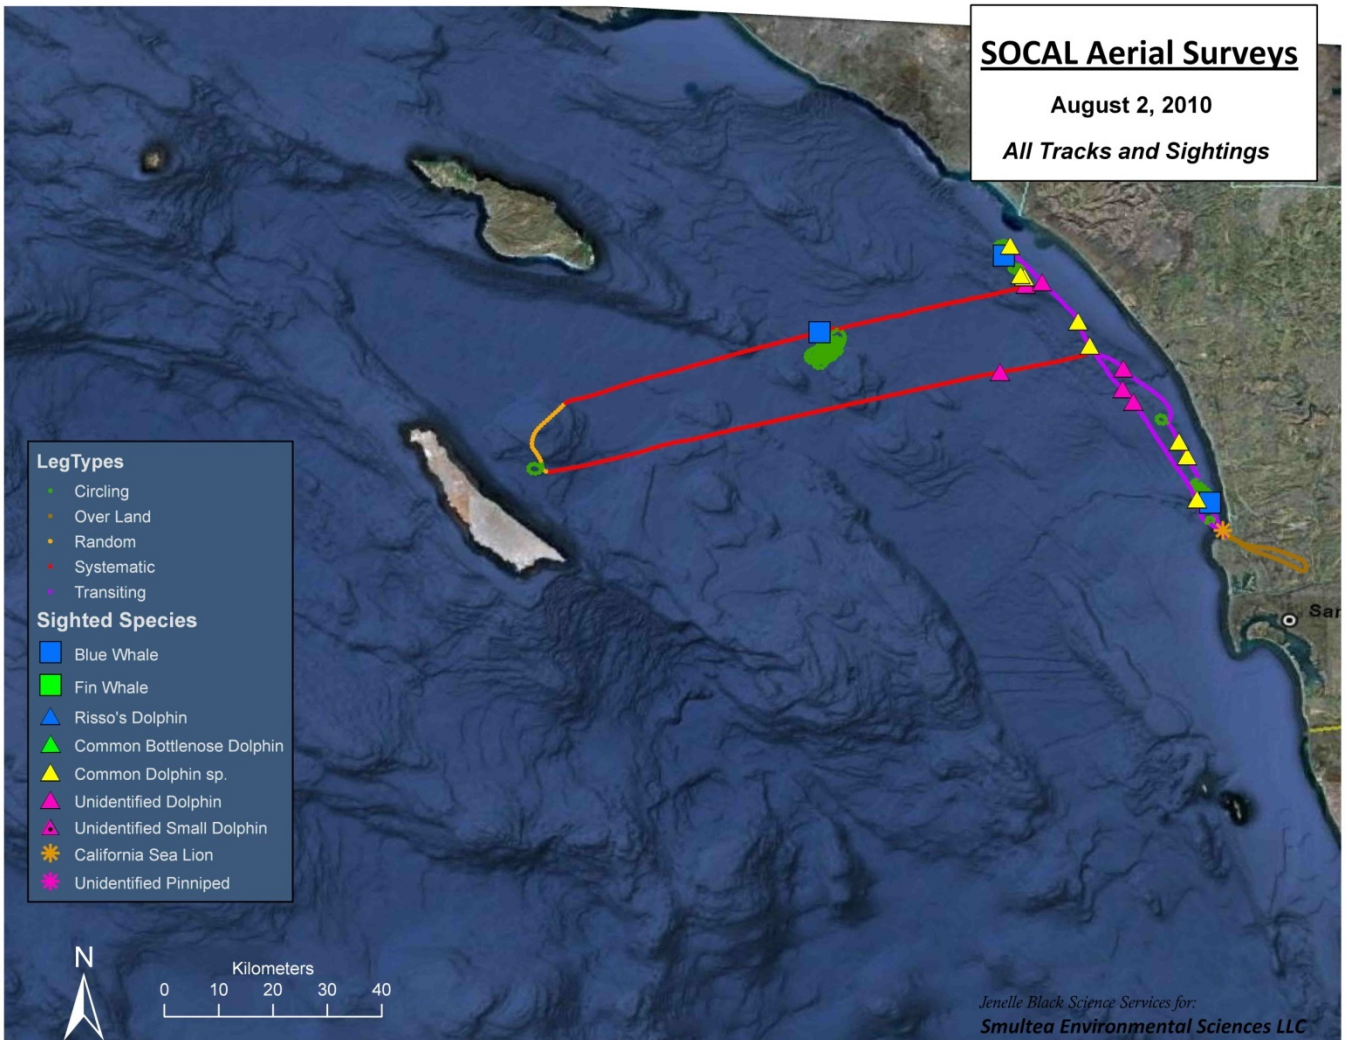 SOCAL Aerial Surveys
August 2, 2010
All Tracks and Sightings
LegTypes
Circling
Over Land
Random
Systematic
Transiting
Sighted Species
Blue Whale
Fin Whale
Risso's Dolphin
Common Bottlenose Dolphin
Common Dolphin sp.
Unidentified Dolphin
Unidentified Small Dolphin
California Sea Lion
Unidentified Pinniped
San
N
Kilometers
0 10 20 30 40
Jenelle Black Science Services for:
Smultea Environmental Sciences LLC